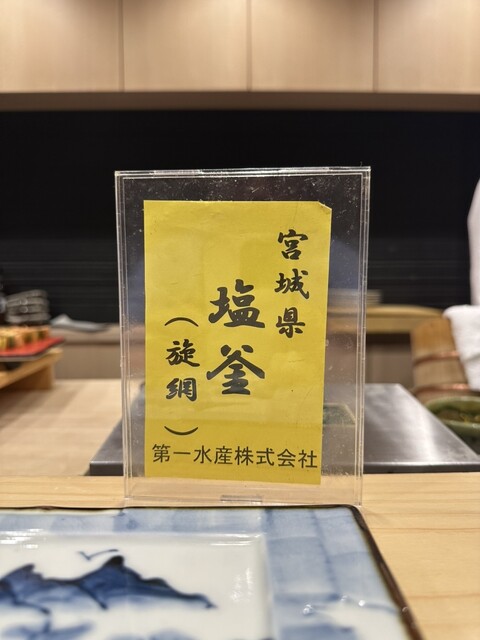 宮城県
塩釜
（旋網）
第一水産株式会社